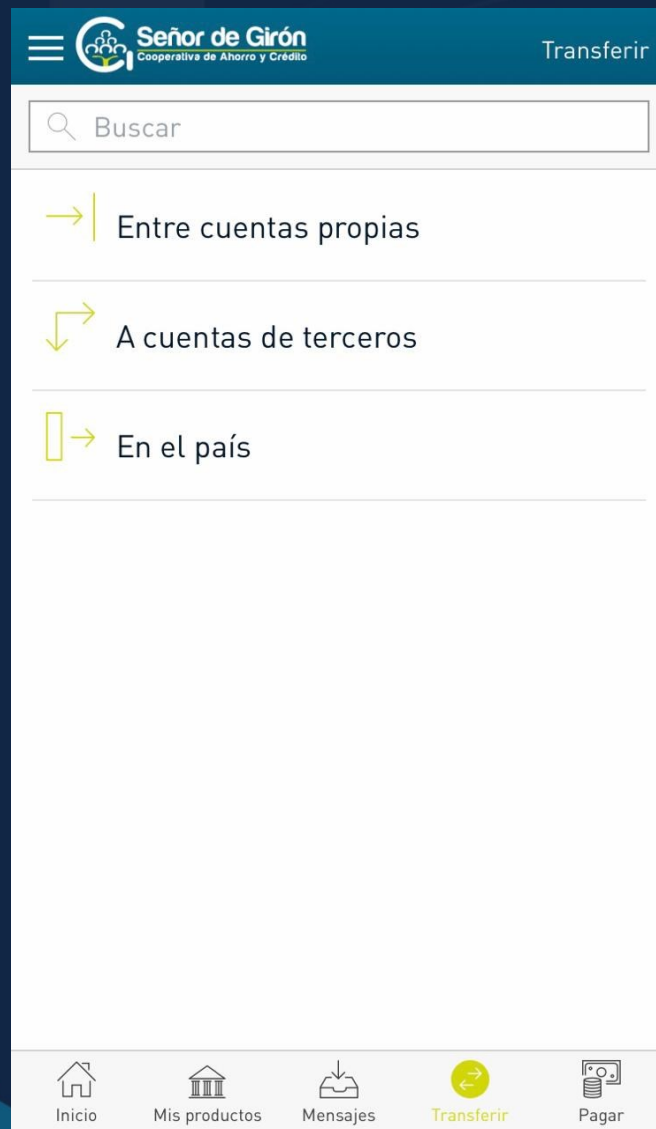 Señor de Girón
Cooperativa de Ahorro y Crédito
Transferir
Buscar
Entre cuentas propias
A cuentas de terceros
En el país
Inicio
Mis productos
Mensajes
Transferir
Pagar